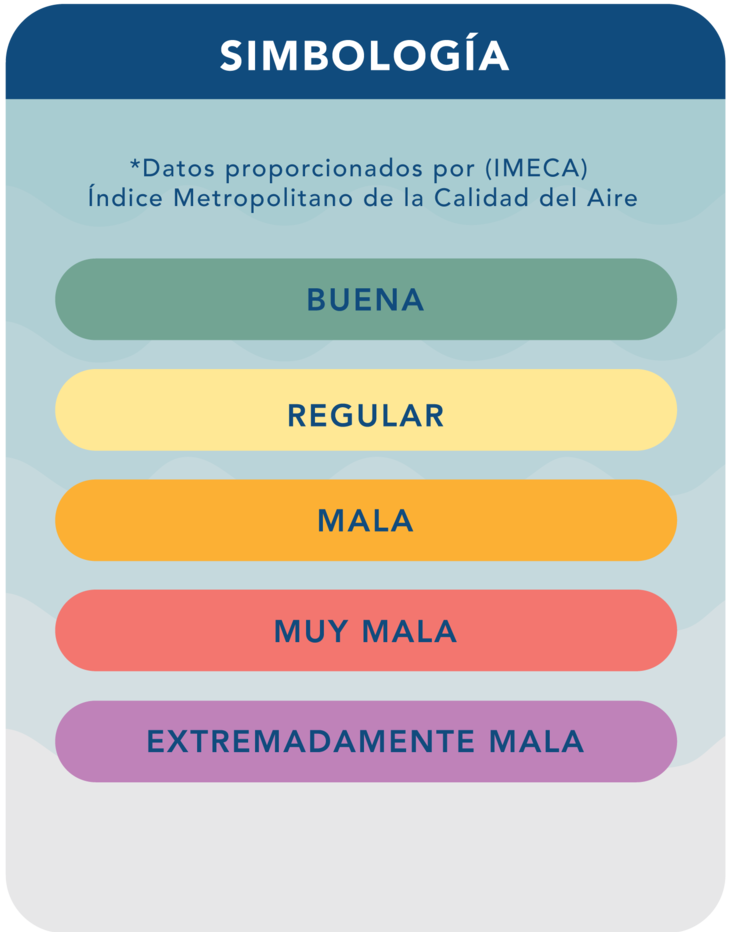 SIMBOLOGÍA
*Datos proporcionados por (IMECA)
Índice Metropolitano de la Calidad del Aire
BUENA
REGULAR
MALA
MUY MALA
EXTREMADAMENTE MALA